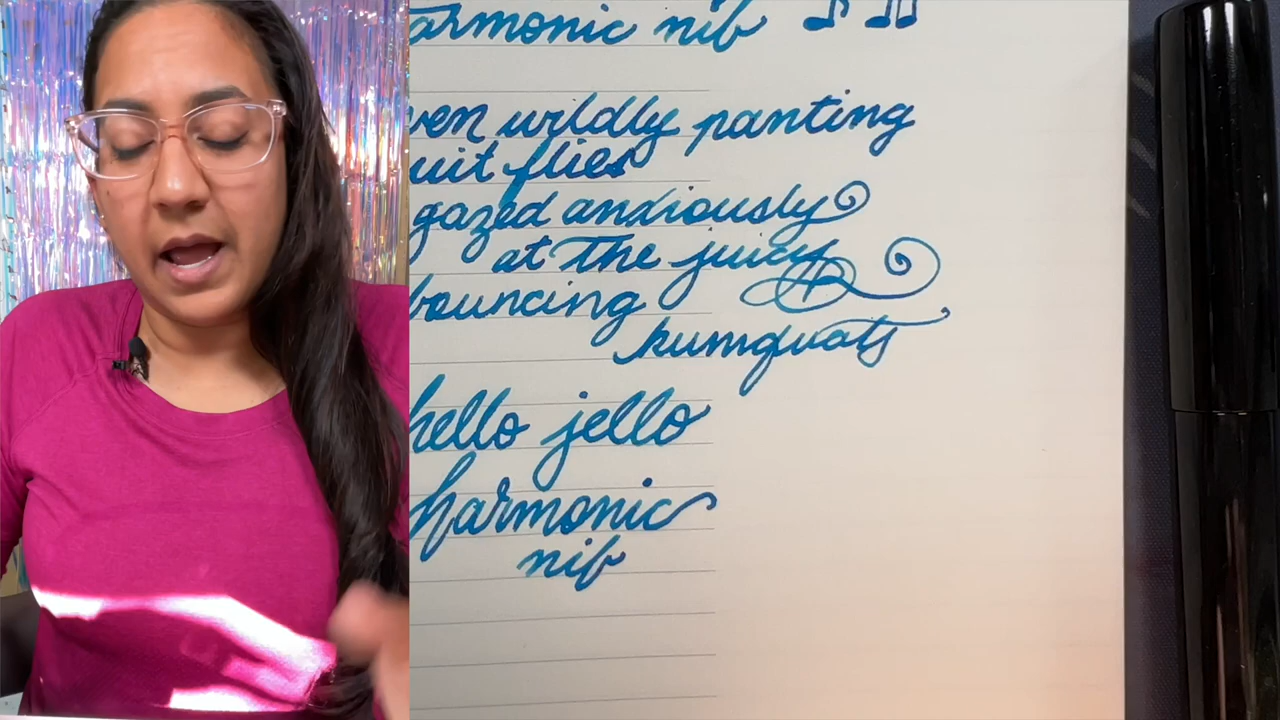 armonic nib
ven wildly panting
uit flies
gazed anxiously
at the juicy
bouncing
kumquats
hello jello
harmonic
nib